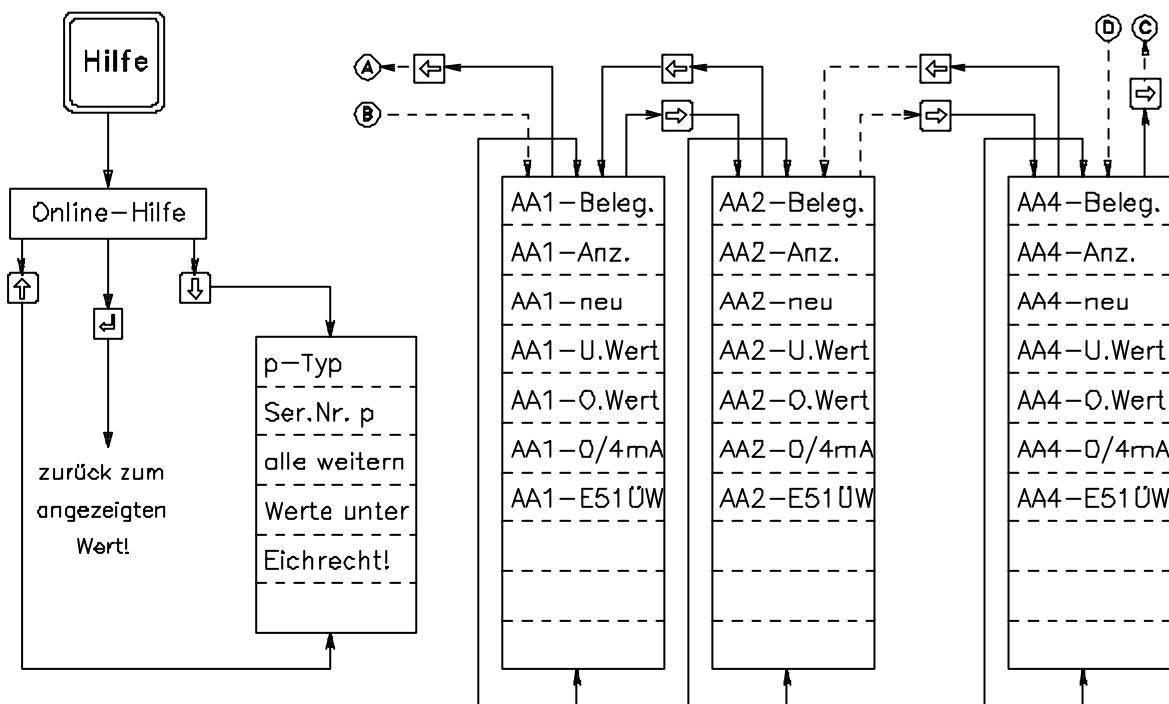 Hilfe
Online-Hilfe
zurück zum
angezeigten
Wert!
p-Typ
Ser.Nr. p
alle weitern
Werte unter
Eichrecht!
A
B
AA1-Beleg.
AA1-Anz.
AA1-neu
AA1-U.Wert
AA1-O.Wert
AA1-0/4mA
AA1-E51ÜW
AA2-Beleg.
AA2-Anz.
AA2-neu
AA2-U.Wert
AA2-O.Wert
AA2-0/4mA
AA2-E51ÜW
D
C
AA4-Beleg.
AA4-Anz.
AA4-neu
AA4-U.Wert
AA4-O.Wert
AA4-0/4mA
AA4-E51ÜW